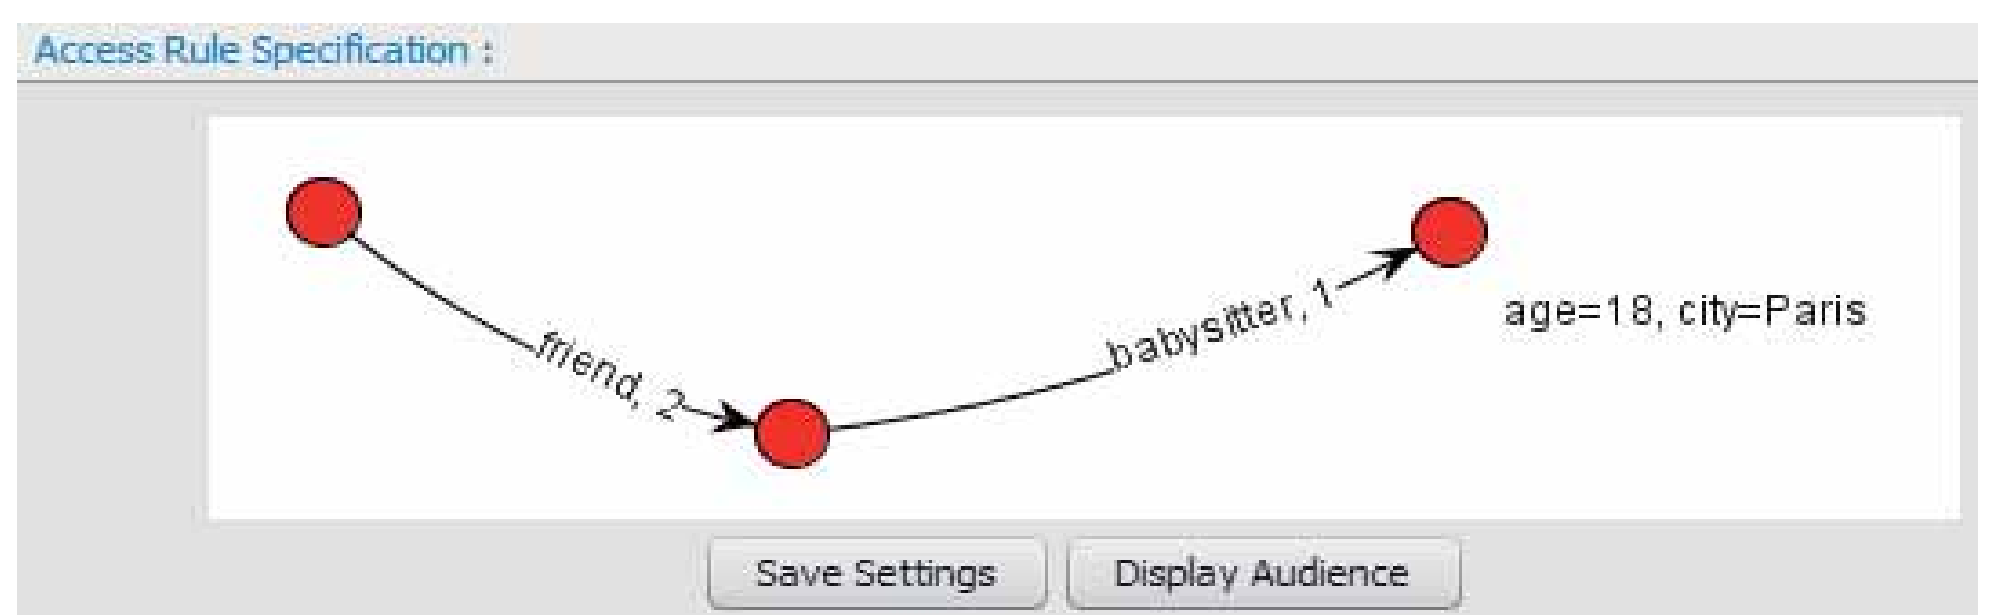 Access Rule Specification :
friend, 2
babysitter, 1
age=18, city=Paris
Save Settings
Display Audience